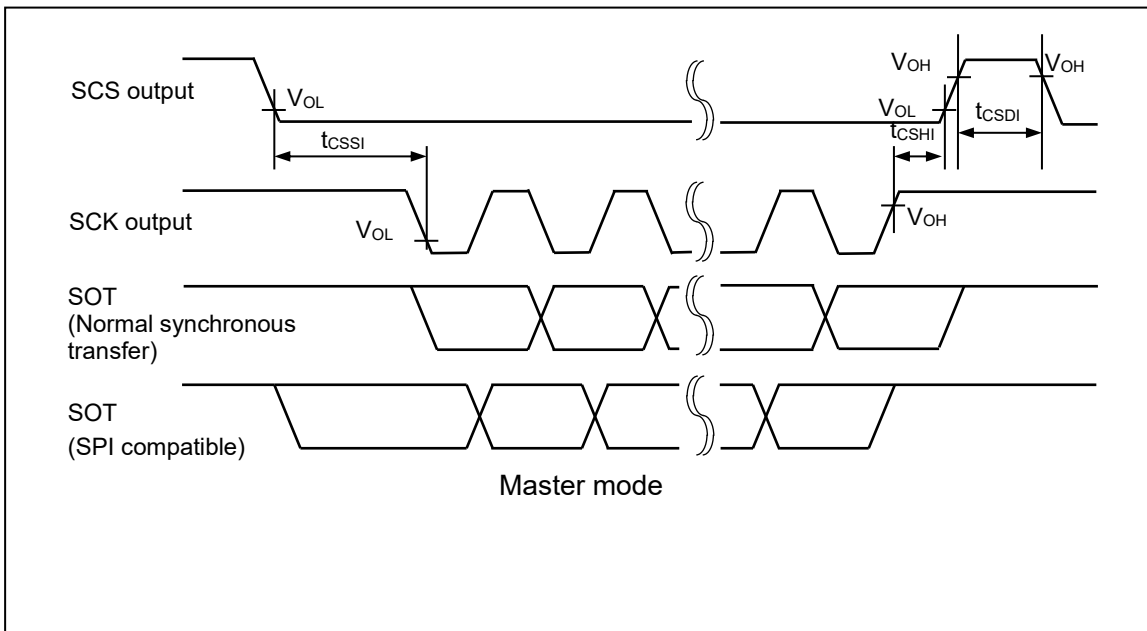 SCS output
VOL
VOH
VOH
VOL
tCSSI
tCSHI
tCSDI
SCK output
VOL
VOH
SOT
(Normal synchronous
transfer)
SOT
(SPI compatible)
Master mode